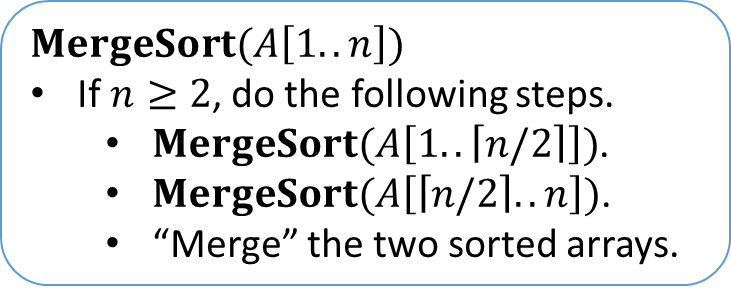 MergeSort(A[1..n])
• If n ≥ 2, do the following steps.
• MergeSort(A[1..⌈n/2⌉]).
• MergeSort(A[⌈n/2⌉..n]).
• “Merge” the two sorted arrays.